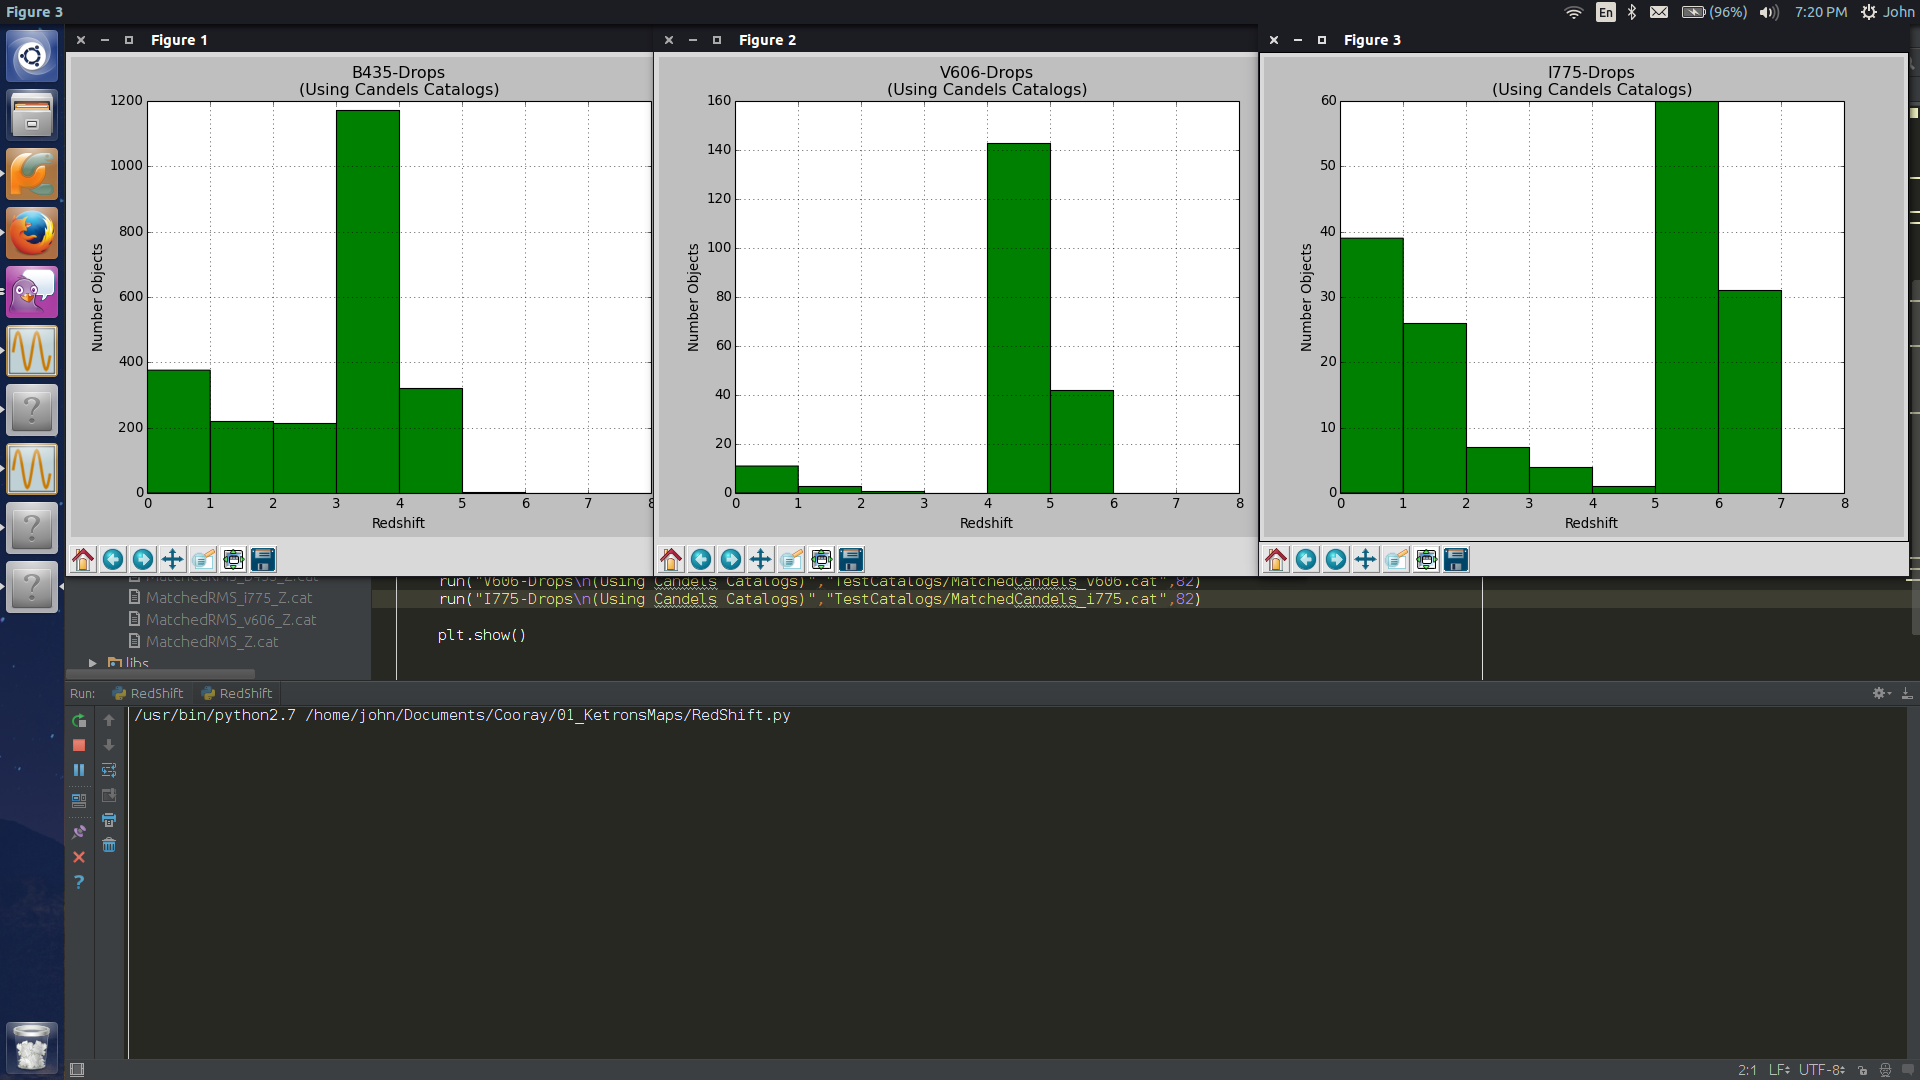 Figure 3
En
(96%)
7:20 PM
John
Figure 1
Figure 2
Figure 3
B435-Drops
(Using Candels Catalogs)
1200
1000
800
600
400
200
0
Number Objects
0 1 2 3 4 5 6 7 8
Redshift
V606-Drops
(Using Candels Catalogs)
160
140
120
100
80
60
40
20
0
Number Objects
0 1 2 3 4 5 6 7 8
Redshift
I775-Drops
(Using Candels Catalogs)
60
50
40
30
20
10
0
Number Objects
0 1 2 3 4 5 6 7 8
Redshift
MatchedRMS_b435_Z.cat
MatchedRMS_i775_Z.cat
MatchedRMS_v606_Z.cat
MatchedRMS_Z.cat
libs
run("V606-Drops\n(Using Candels Catalogs)","TestCatalogs/MatchedCandels_v606.cat",82)
run("I775-Drops\n(Using Candels Catalogs)","TestCatalogs/MatchedCandels_i775.cat",82)
plt.show()
Run: RedShift RedShift
/usr/bin/python2.7 /home/john/Documents/Cooray/01_KetronsMaps/RedShift.py
2:1 LF UTF-8